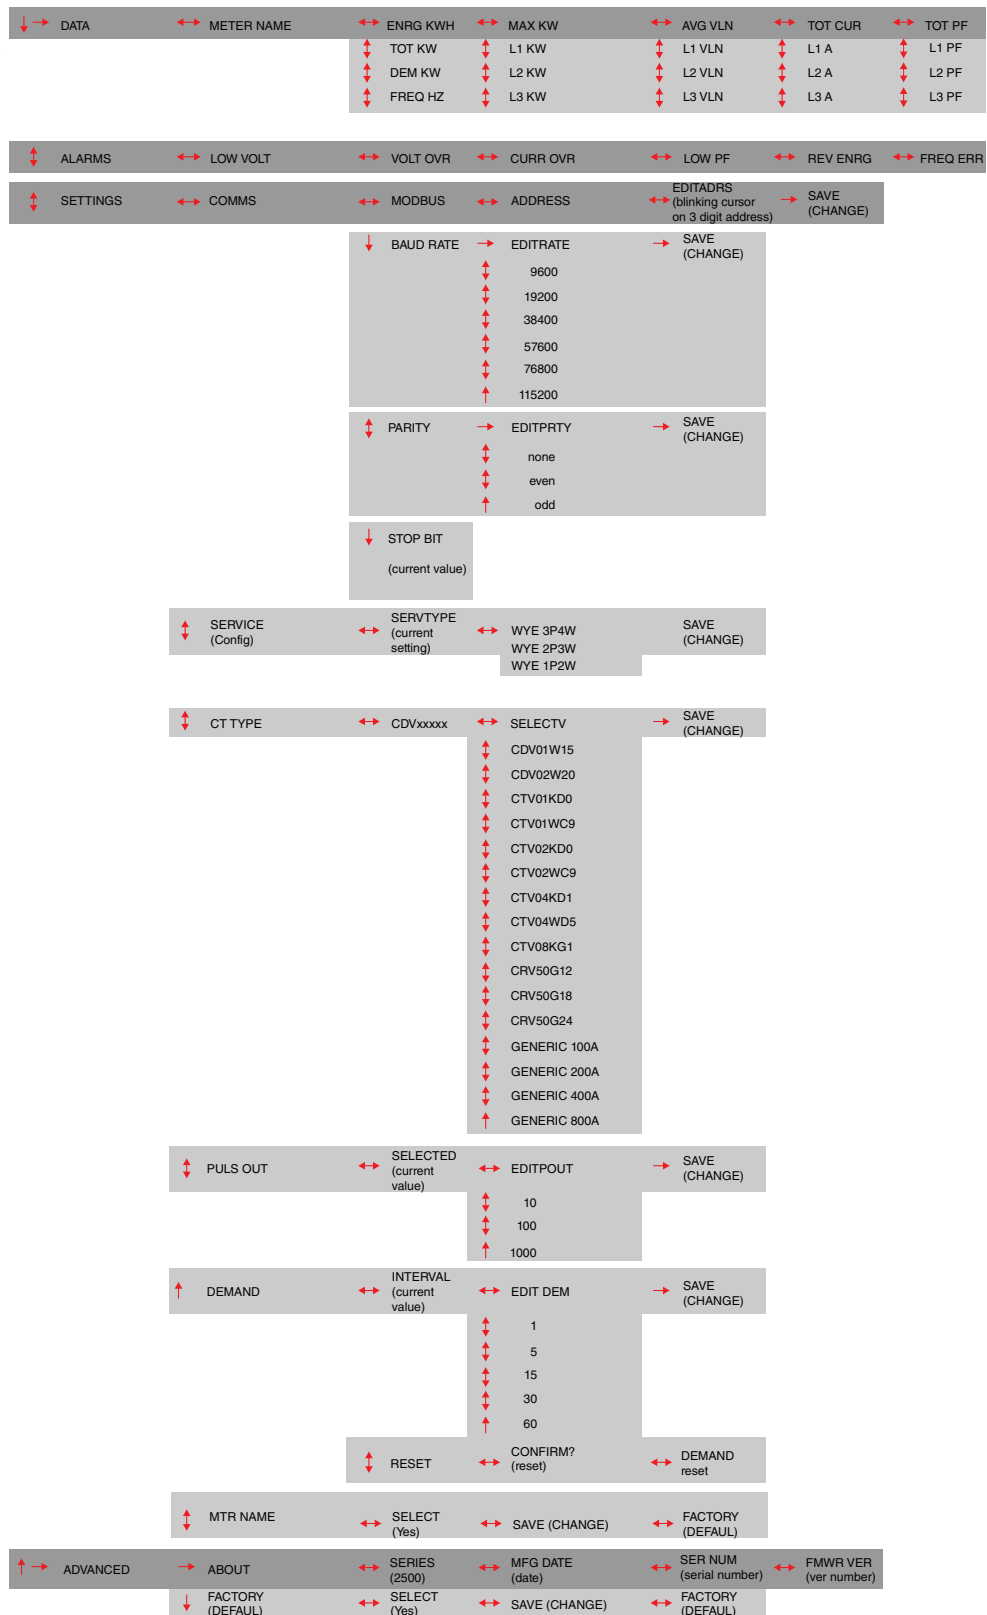 DATA METER NAME ENRG KWH MAX KW AVG VLN TOT CUR TOT PF
TOT KW L1 KW L1 VLN L1 A L1 PF
DEM KW L2 KW L2 VLN L2 A L2 PF
FREQ HZ L3 KW L3 VLN L3 A L3 PF
ALARMS LOW VOLT VOLT OVR CURR OVR LOW PF REV ENRG FREQ ERR
SETTINGS COMMS MODBUS ADDRESS
EDITADRS
(blinking cursor
on 3 digit address)
SAVE
(CHANGE)
BAUD RATE EDITRATE
SAVE
(CHANGE)
9600
19200
38400
57600
76800
115200
PARITY EDITPRTY
SAVE
(CHANGE)
none
even
odd
STOP BIT
(current value)
SERVICE
(Config)
SERVTYPE
(current
setting)
WYE 3P4W
WYE 2P3W
WYE 1P2W
SAVE
(CHANGE)
CT TYPE CDVxxxxx SELECTV
SAVE
(CHANGE)
CDV01W15
CDV02W20
CTV01KD0
CTV01WC9
CTV02KD0
CTV02WC9
CTV04KD1
CTV04WD5
CTV08KG1
CRV50G12
CRV50G18
CRV50G24
GENERIC 100A
GENERIC 200A
GENERIC 400A
GENERIC 800A
PULS OUT
SELECTED
(current
value)
EDITPOUT
SAVE
(CHANGE)
10
100
1000
DEMAND
INTERVAL
(current
value)
EDIT DEM
SAVE
(CHANGE)
1
5
15
30
60
RESET
CONFIRM?
(reset)
DEMAND
reset
MTR NAME
SELECT
(Yes)
SAVE (CHANGE)
FACTORY
(DEFAUL)
ADVANCED ABOUT
SERIES
(2500)
MFG DATE
(date)
SER NUM
(serial number)
FMWR VER
(ver number)
FACTORY
(DEFAUL)
SELECT
(Yes)
SAVE (CHANGE)
FACTORY
(DEFAUL)